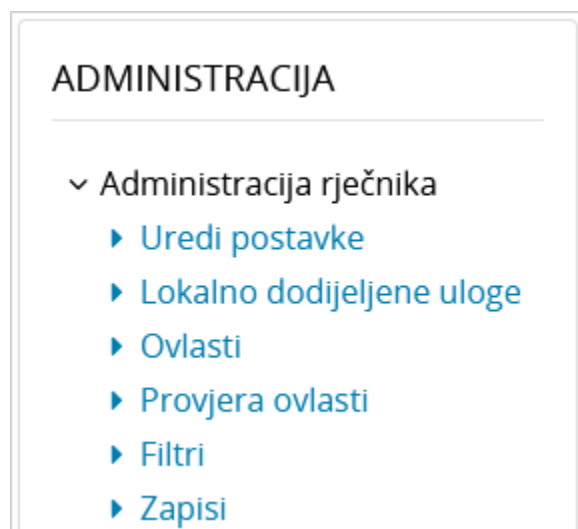 ADMINISTRACIJA
Administracija rječnika
Uredi postavke
Lokalno dodijeljene uloge
Ovlasti
Provjera ovlasti
Filtri
Zapisi